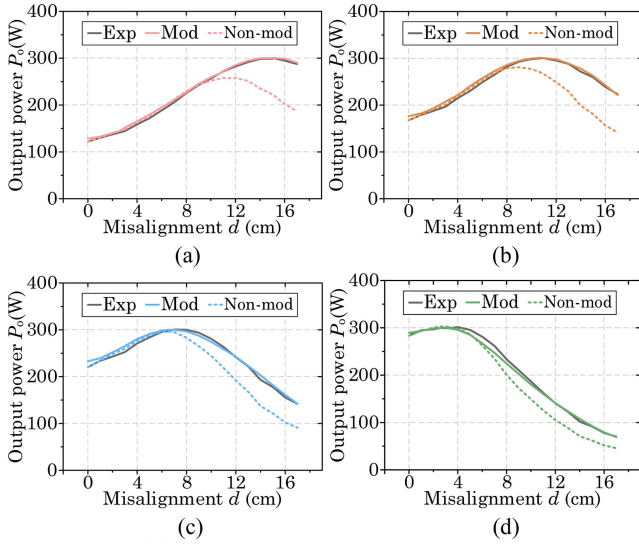 400
300
200
100
0
Output power Pₒ(W)
Exp Mod Non-mod
0 4 8 12 16
Misalignment d (cm)
(a)
400
300
200
100
0
Output power Pₒ(W)
Exp Mod Non-mod
0 4 8 12 16
Misalignment d (cm)
(b)
400
300
200
100
0
Output power Pₒ(W)
Exp Mod Non-mod
0 4 8 12 16
Misalignment d (cm)
(c)
400
300
200
100
0
Output power Pₒ(W)
Exp Mod Non-mod
0 4 8 12 16
Misalignment d (cm)
(d)